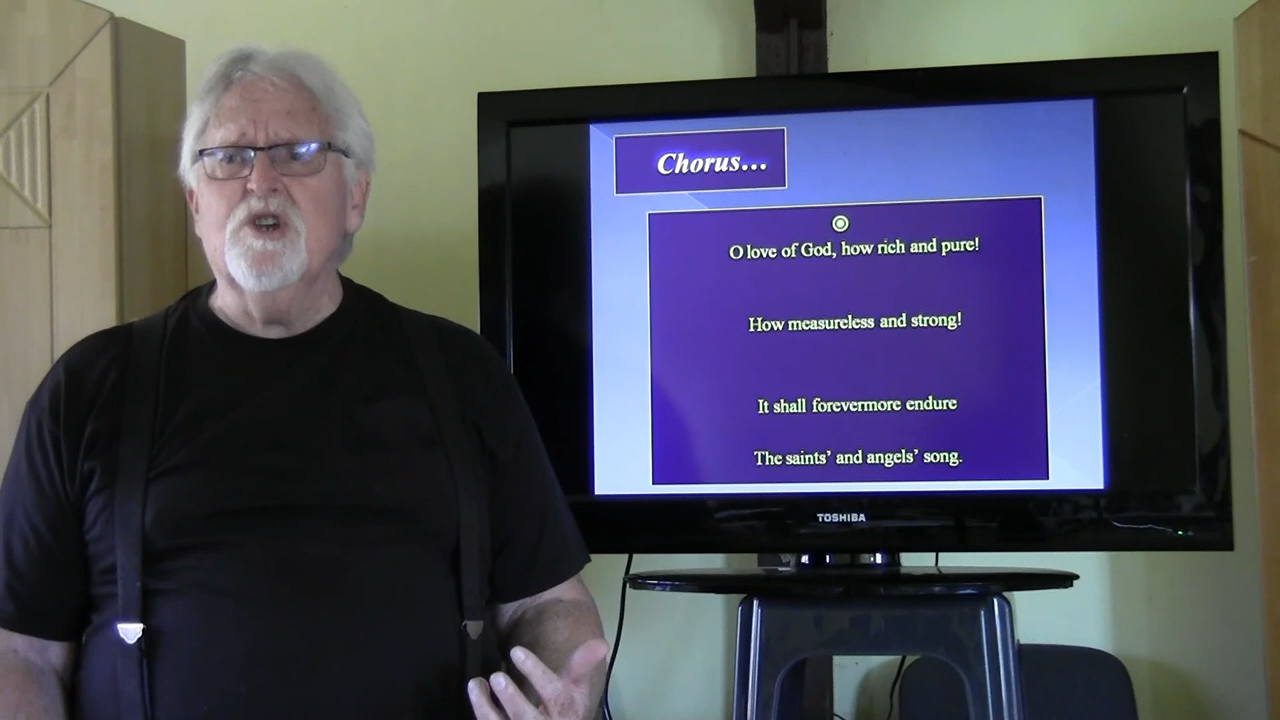 Chorus…
O love of God, how rich and pure!
How measureless and strong!
It shall forevermore endure
The saints’ and angels’ song.
TOSHIBA